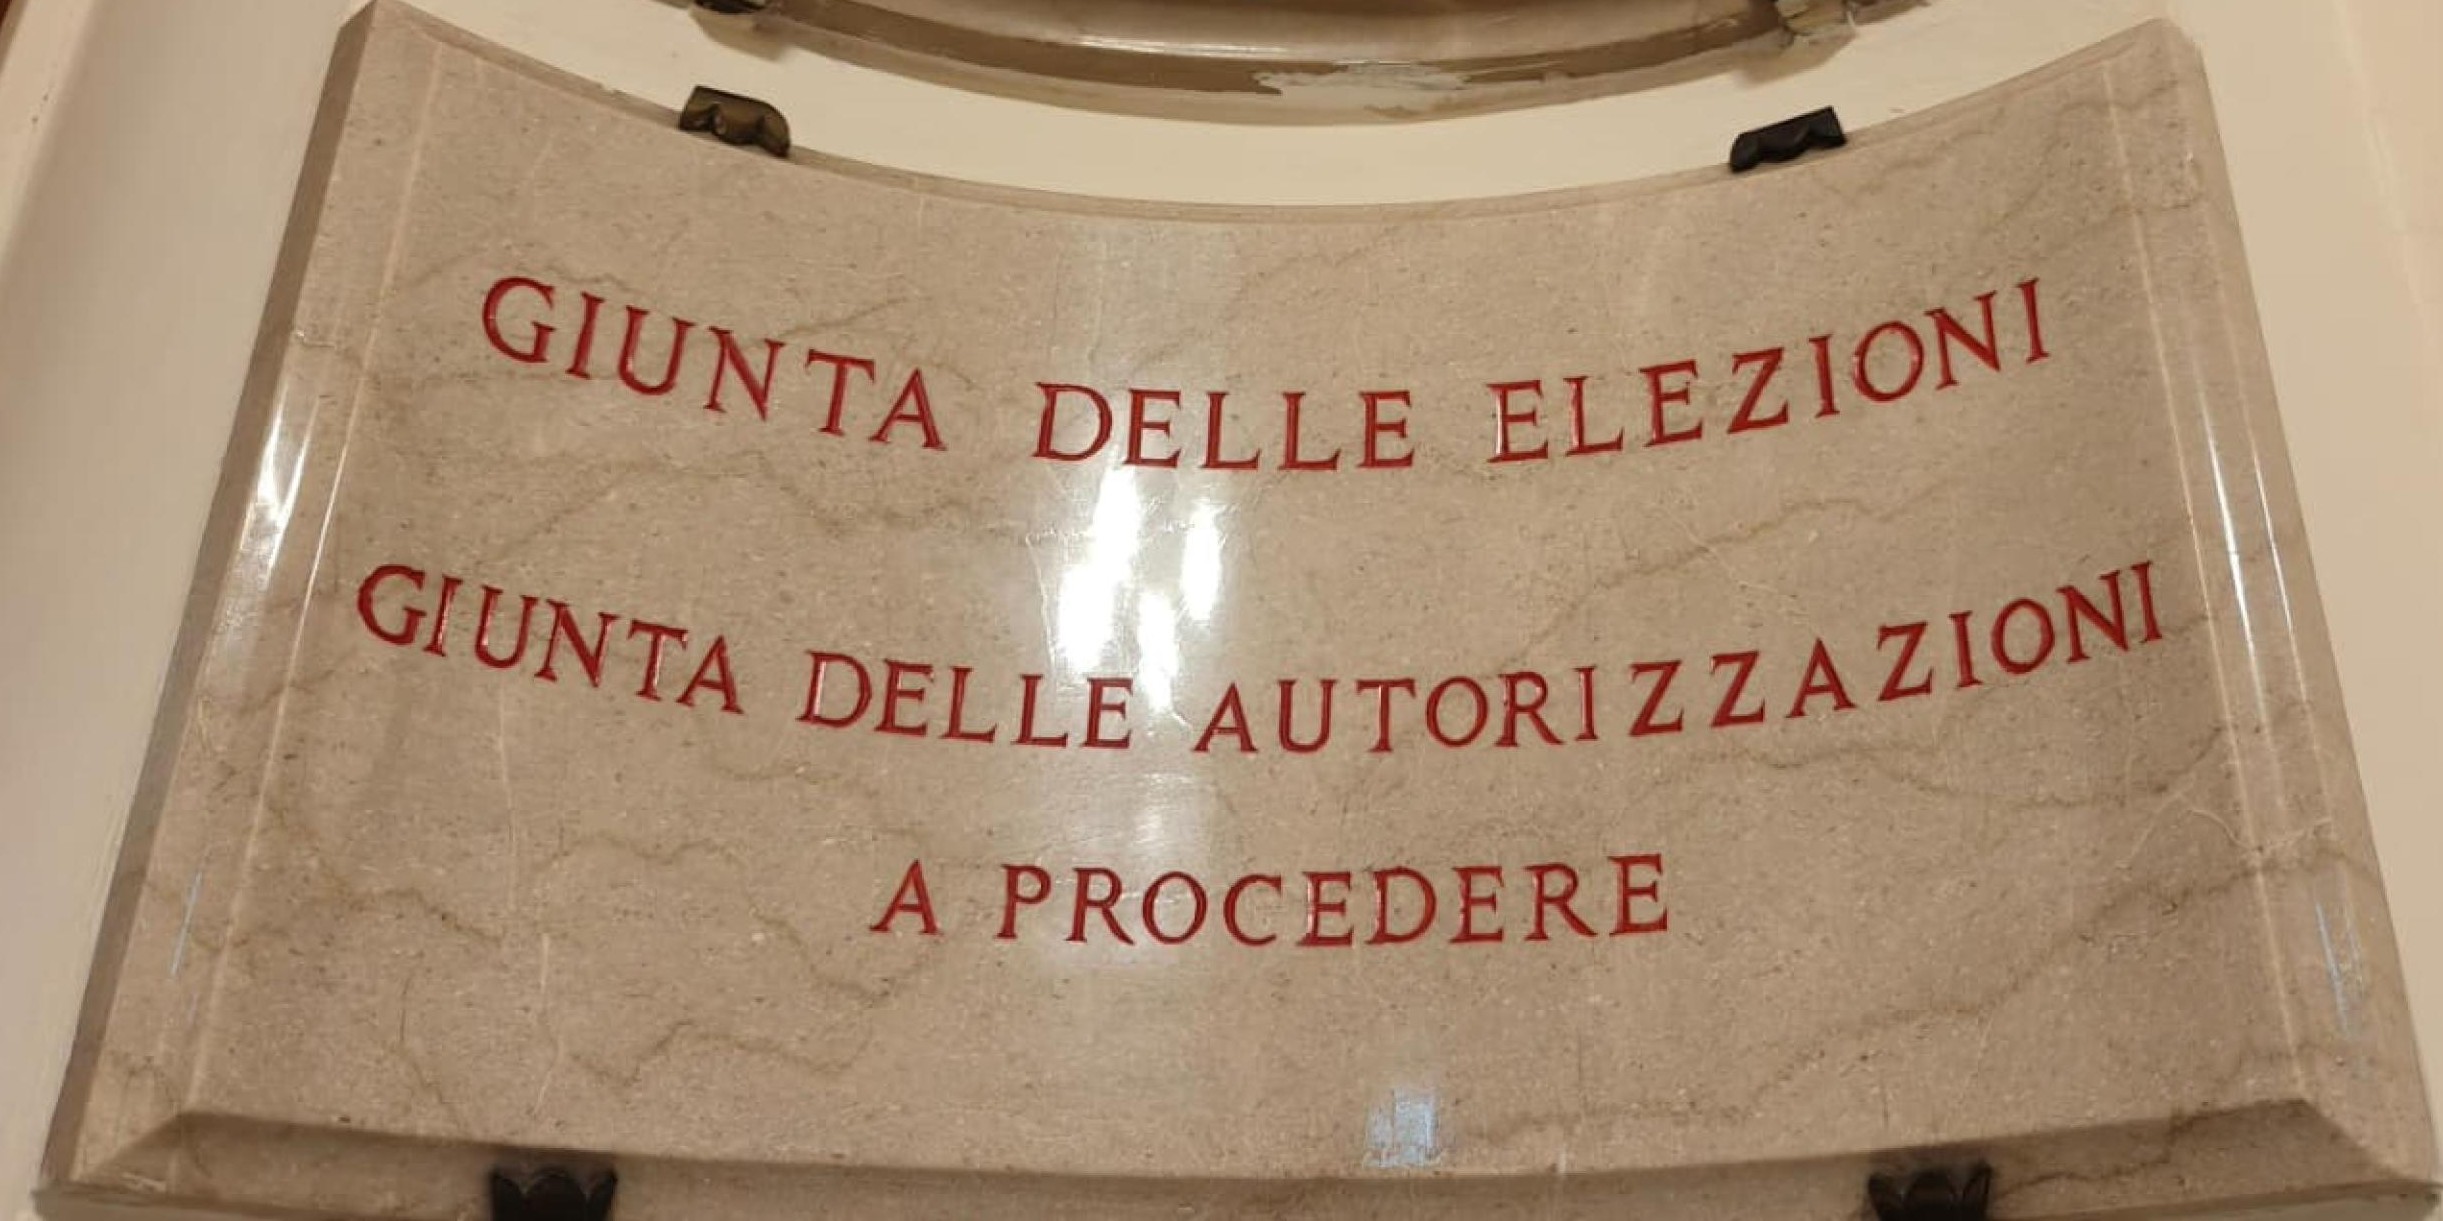 GIUNTA DELLE ELEZIONI
GIUNTA DELLE AUTORIZZAZIONI
A PROCEDERE